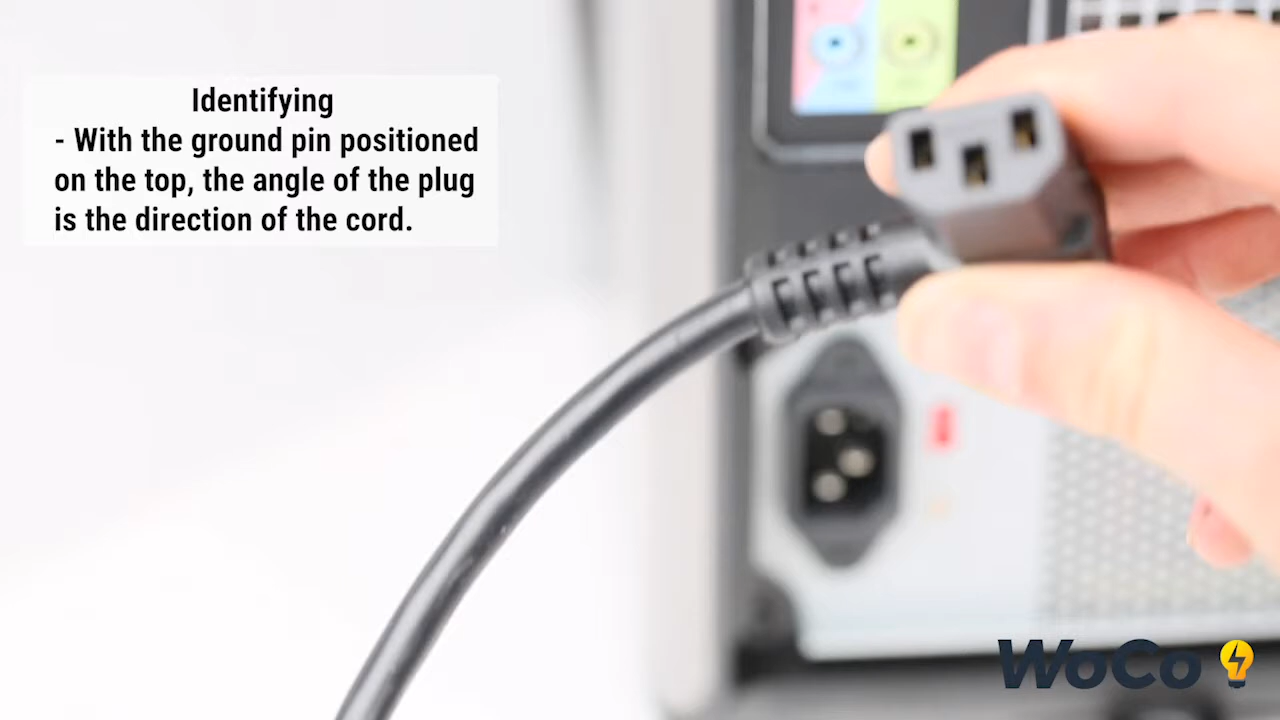 Identifying
- With the ground pin positioned
on the top, the angle of the plug
is the direction of the cord.
WoCo